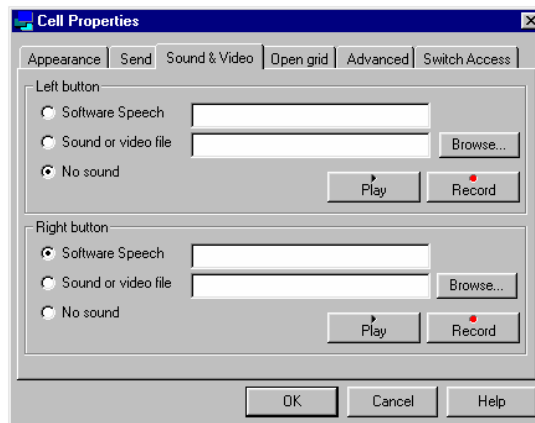 Cell Properties
Appearance Send Sound & Video Open grid Advanced Switch Access
Left button
Software Speech
Sound or video file Browse...
No sound
Play Record
Right button
Software Speech
Sound or video file Browse...
No sound
Play Record
OK Cancel Help